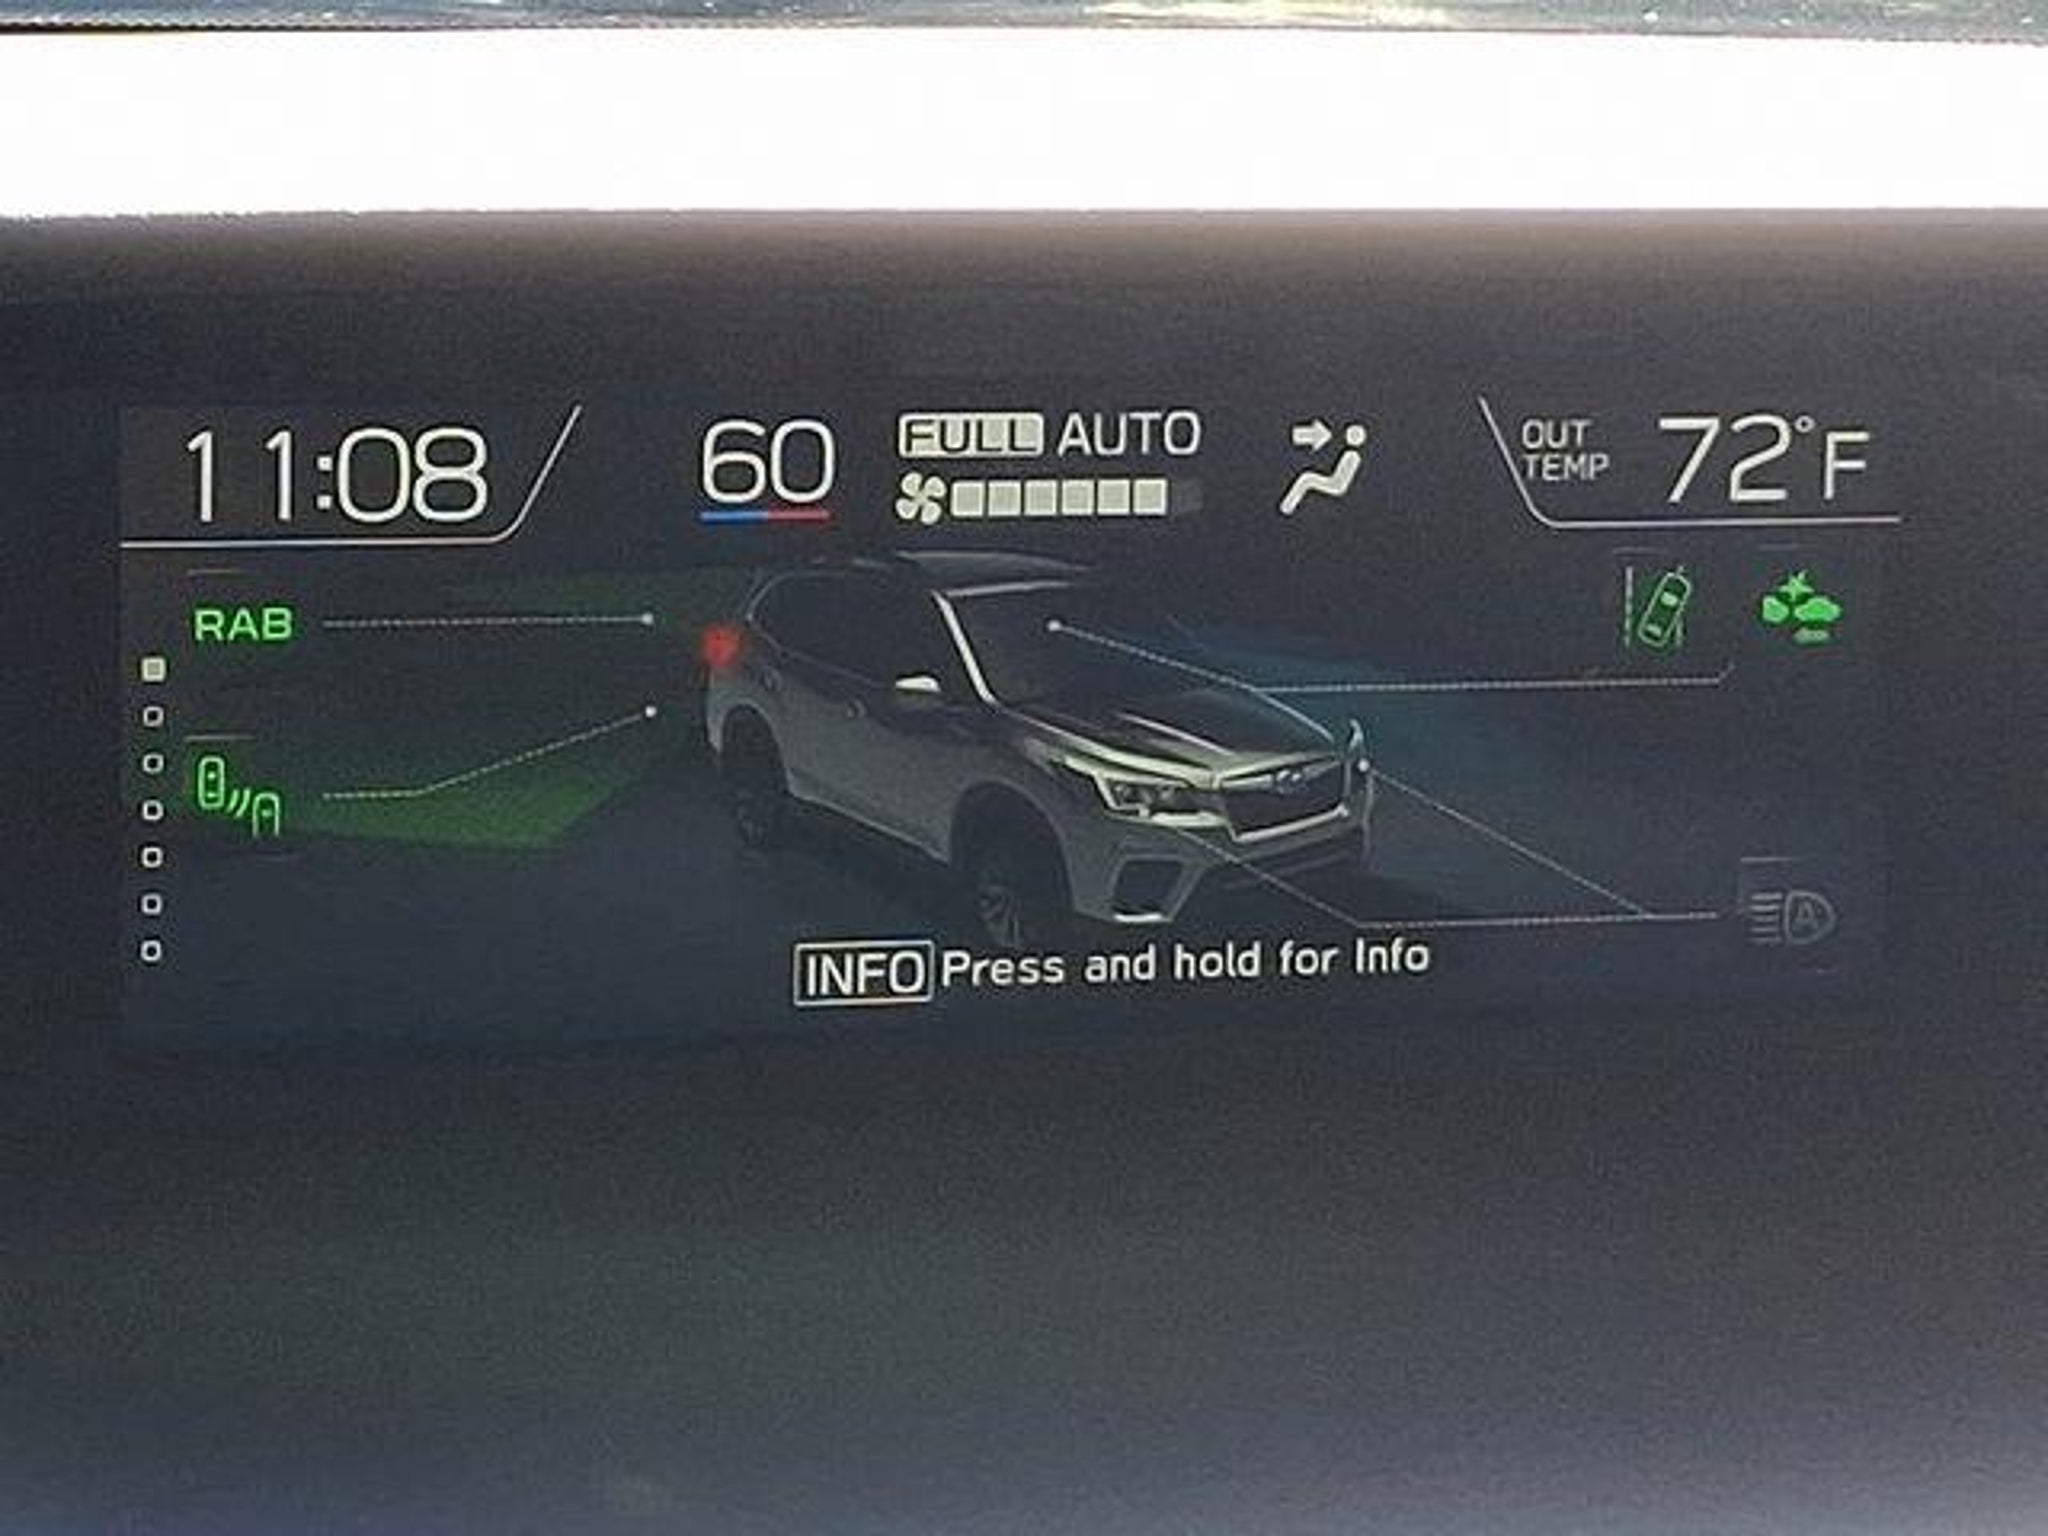 11:08
60
FULL AUTO
OUT
TEMP
72°F
RAB
A
INFO Press and hold for Info